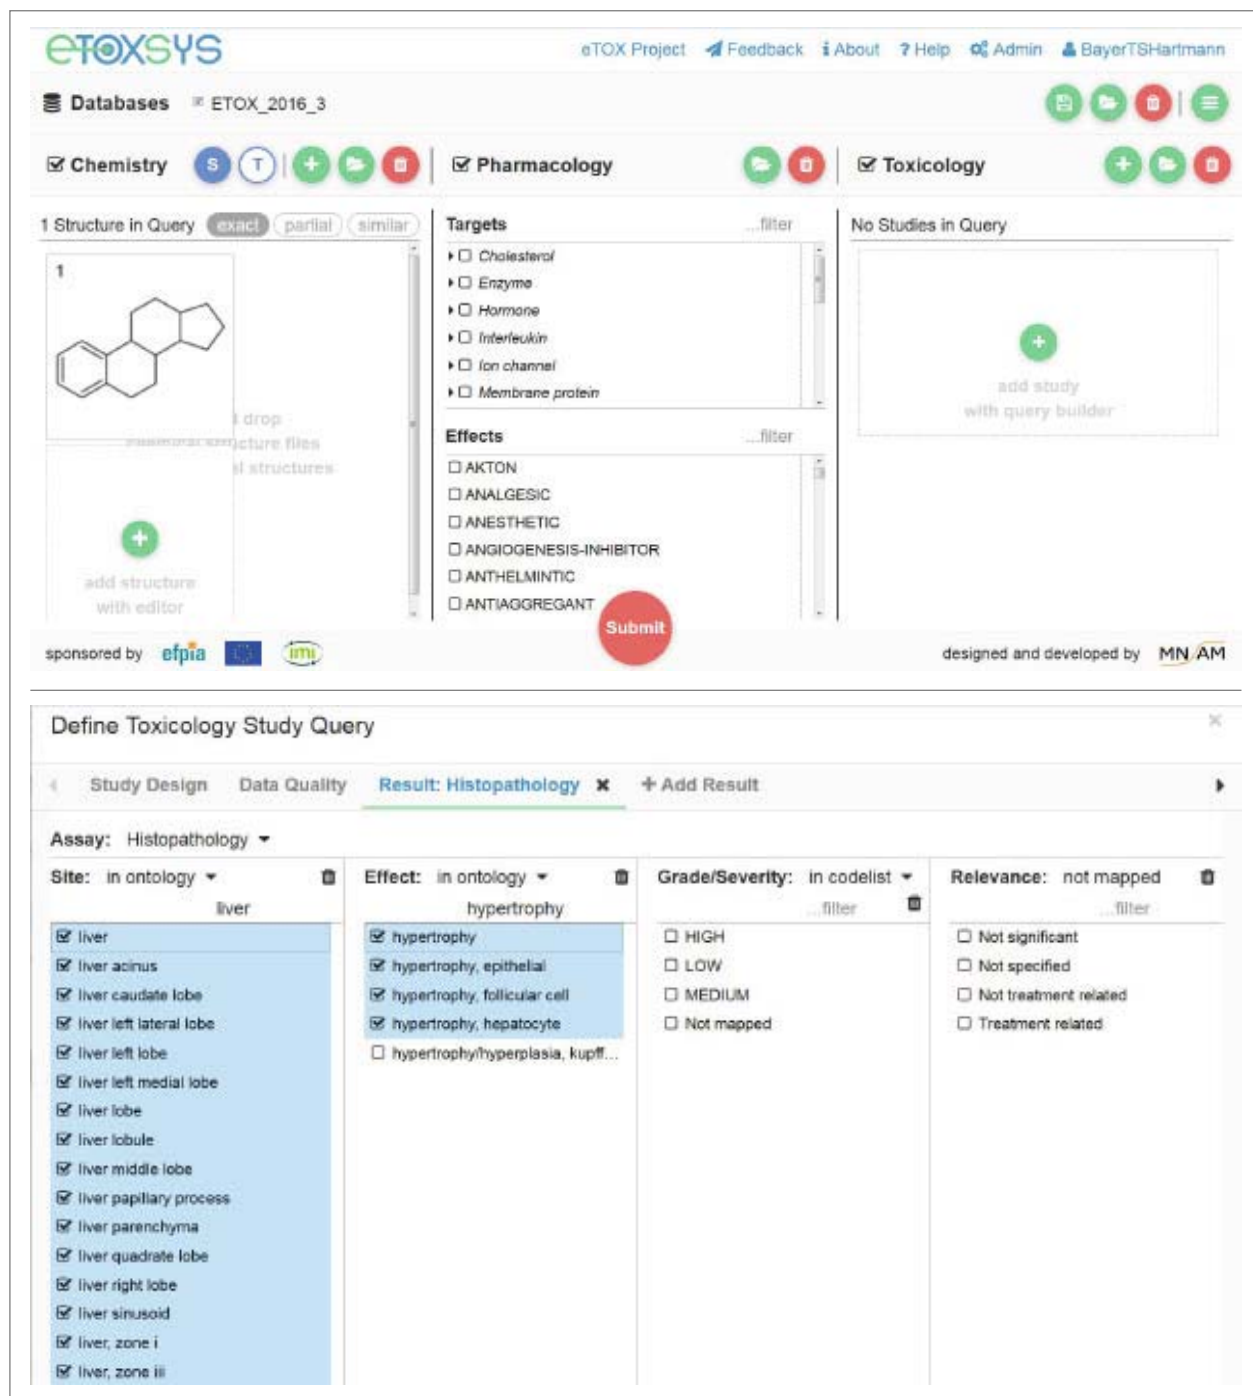 eTOXSYS
eTOX Project Feedback About Help Admin BayerTSHartmann
Databases ETOX_2016_3
Chemistry S T Pharmacology Toxicology
1 Structure in Query exact partial similar
1
drop
structure files
structures
add structure
with editor
Targets ...filter
Cholesterol
Enzyme
Hormone
Interleukin
Ion channel
Membrane protein
Effects ...filter
AKTON
ANALGESIC
ANESTHETIC
ANGIOGENESIS-INHIBITOR
ANTHELMINTIC
ANTIAGGREGANT
No Studies in Query
add study
with query builder
Submit
sponsored by efpia imi designed and developed by MN AM
Define Toxicology Study Query
Study Design Data Quality Result: Histopathology + Add Result
Assay: Histopathology
Site: in ontology
liver
liver
liver acinus
liver caudate lobe
liver left lateral lobe
liver left lobe
liver left medial lobe
liver lobe
liver lobule
liver middle lobe
liver papillary process
liver parenchyma
liver quadrate lobe
liver right lobe
liver sinusoid
liver, zone i
liver, zone iii
Effect: in ontology
hypertrophy
hypertrophy
hypertrophy, epithelial
hypertrophy, follicular cell
hypertrophy, hepatocyte
hypertrophy/hyperplasia, kupff...
Grade/Severity: in codelist
...filter
HIGH
LOW
MEDIUM
Not mapped
Relevance: not mapped
...filter
Not significant
Not specified
Not treatment related
Treatment related